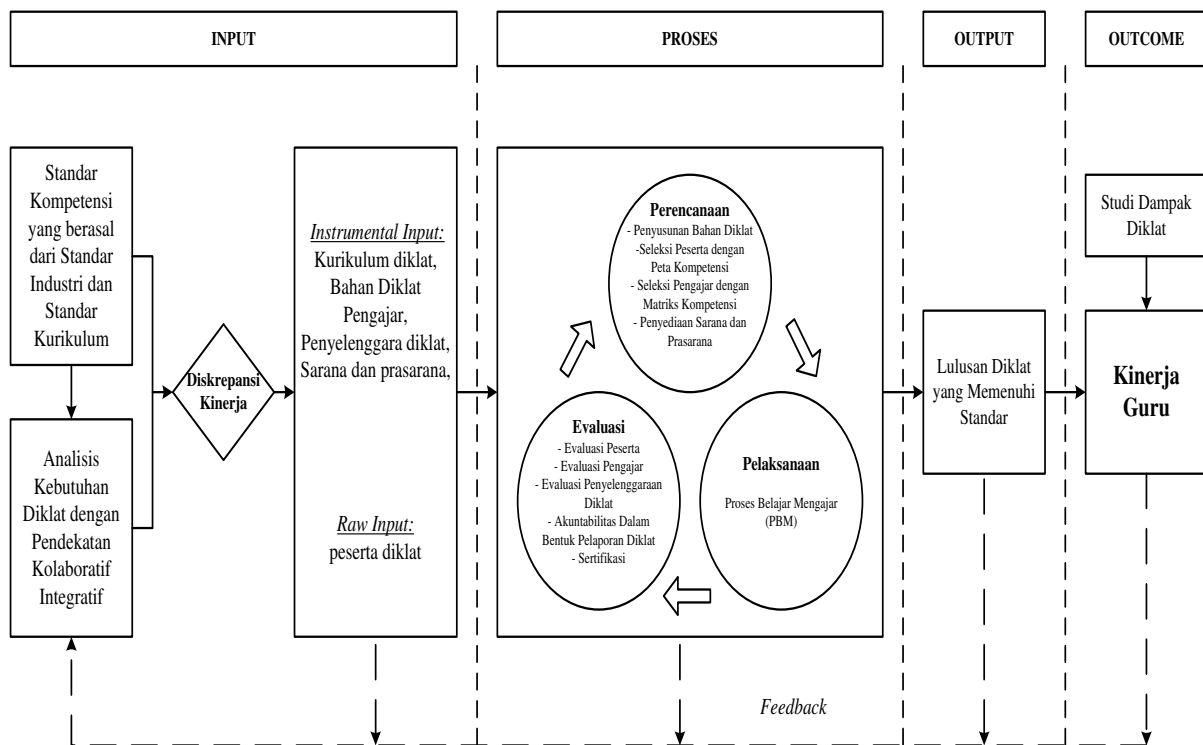 INPUT
PROSES
OUTPUT
OUTCOME
Standar
Kompetensi
yang berasal
dari Standar
Industri dan
Standar
Kurikulum
Analisis
Kebutuhan
Diklat dengan
Pendekatan
Kolaboratif
Integratif
Diskrepansi
Kinerja
Instrumental Input:
Kurikulum diklat,
Bahan Diklat
Pengajar,
Penyelenggara diklat,
Sarana dan prasarana,
Raw Input:
peserta diklat
Perencanaan
- Penyusunan Bahan Diklat
-Seleksi Peserta dengan
Peta Kompetensi
- Seleksi Pengajar dengan
Matriks Kompetensi
- Penyediaan Sarana dan
Prasarana
Evaluasi
- Evaluasi Peserta
- Evaluasi Pengajar
- Evaluasi Penyelenggaraan
Diklat
- Akuntabilitas Dalam
Bentuk Pelaporan Diklat
- Sertifikasi
Pelaksanaan
Proses Belajar Mengajar
(PBM)
Lulusan Diklat
yang Memenuhi
Standar
Studi Dampak
Diklat
Kinerja
Guru
Feedback